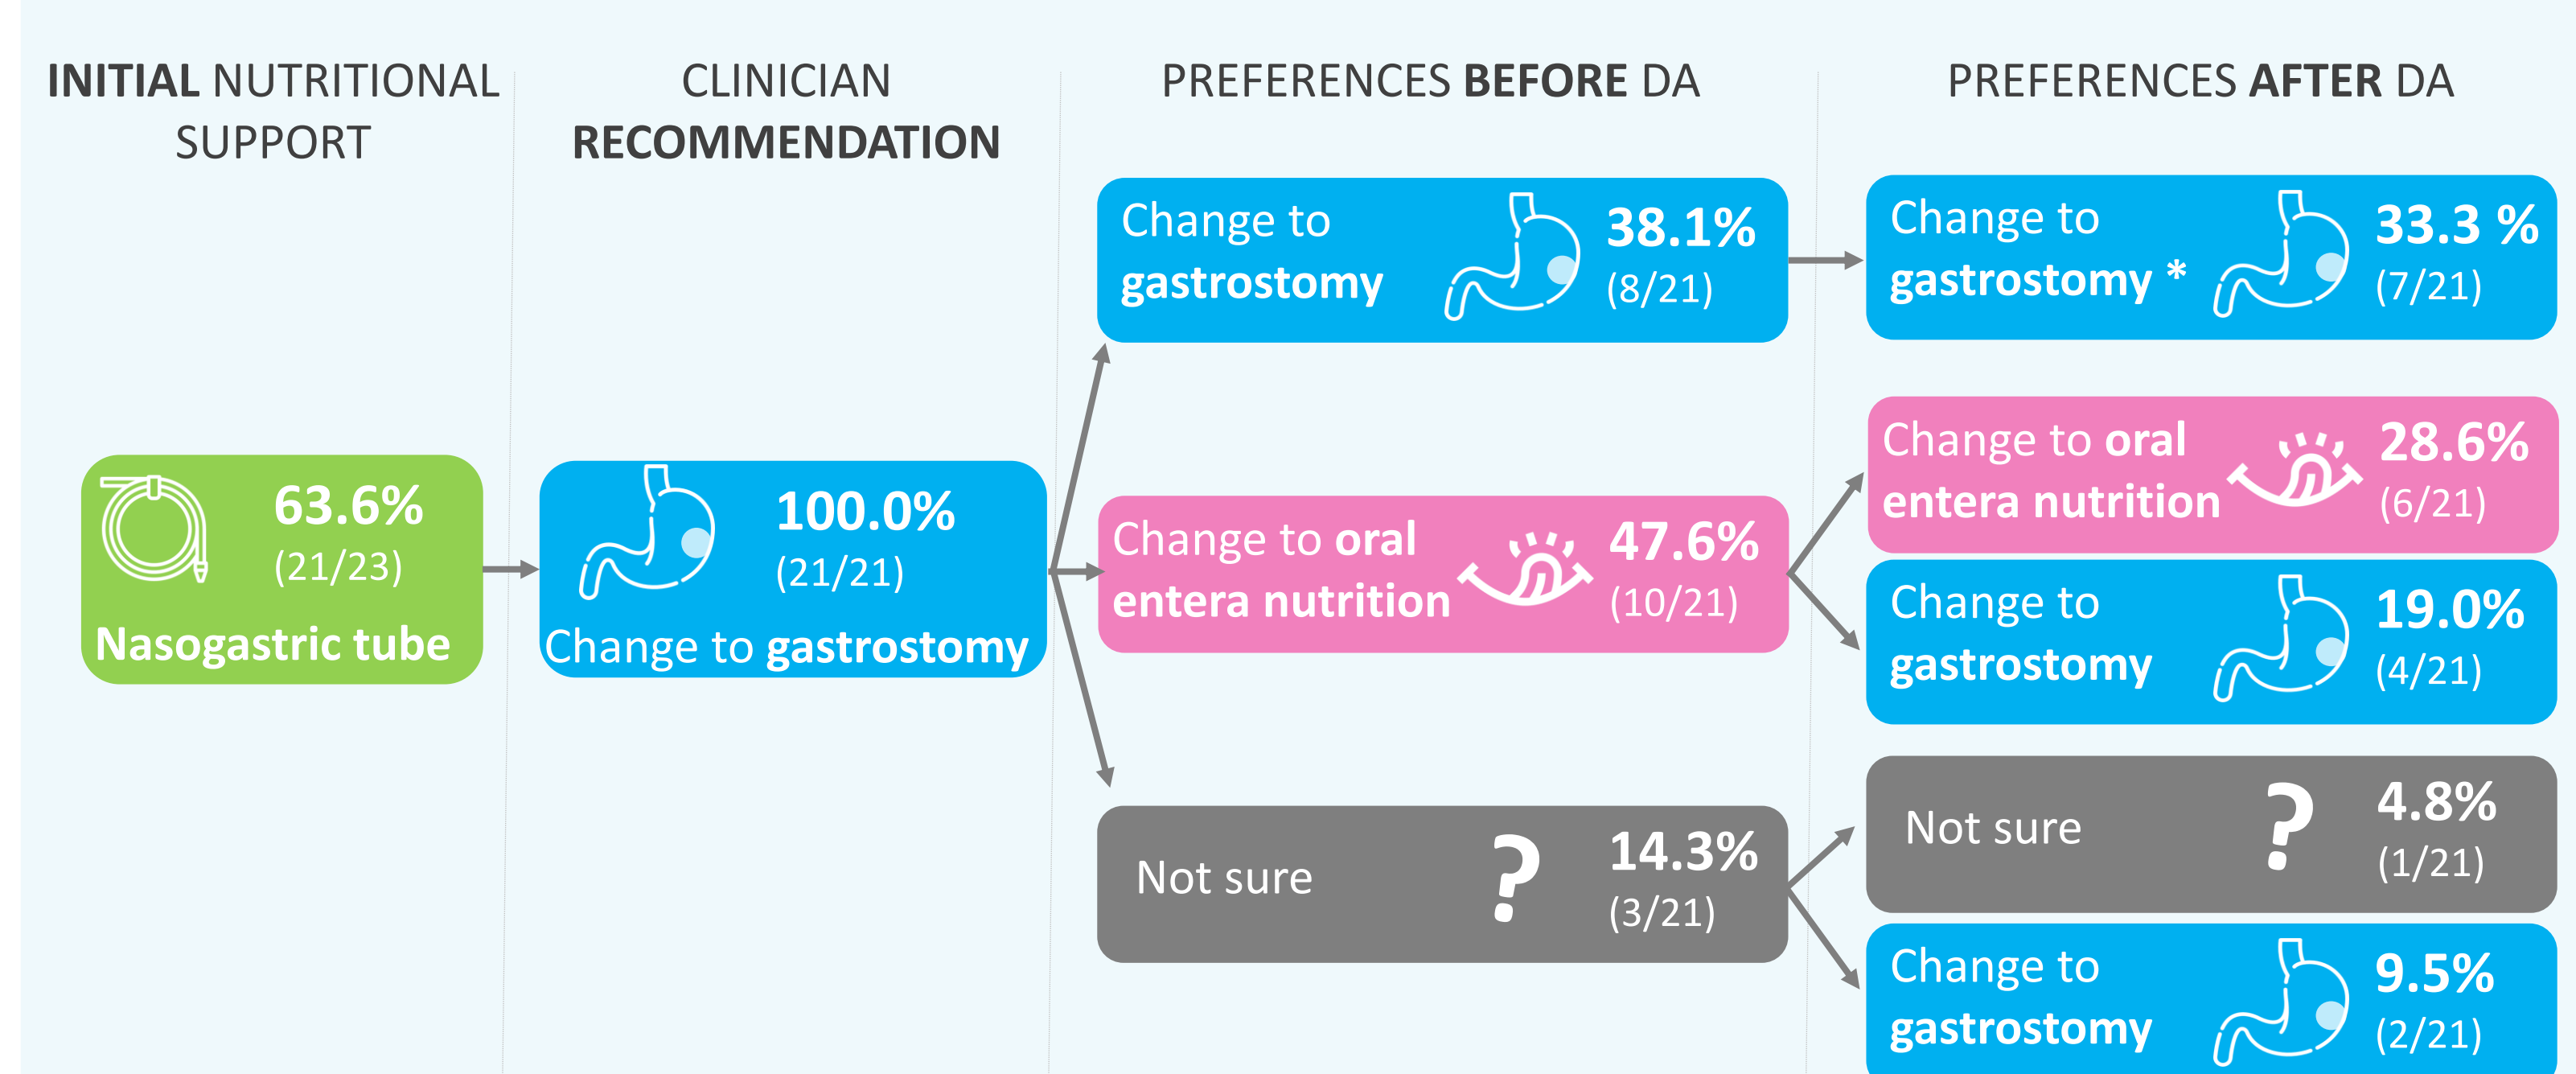 INITIAL NUTRITIONAL
SUPPORT
CLINICIAN
RECOMMENDATION
PREFERENCES BEFORE DA
PREFERENCES AFTER DA
63.6%
(21/23)
Nasogastric tube
100.0%
(21/21)
Change to gastrostomy
Change to
gastrostomy
38.1%
(8/21)
Change to oral
entera nutrition
47.6%
(10/21)
Not sure
?
14.3%
(3/21)
Change to
gastrostomy *
33.3 %
(7/21)
Change to oral
entera nutrition
28.6%
(6/21)
Change to
gastrostomy
19.0%
(4/21)
Not sure
?
4.8%
(1/21)
Change to
gastrostomy
9.5%
(2/21)